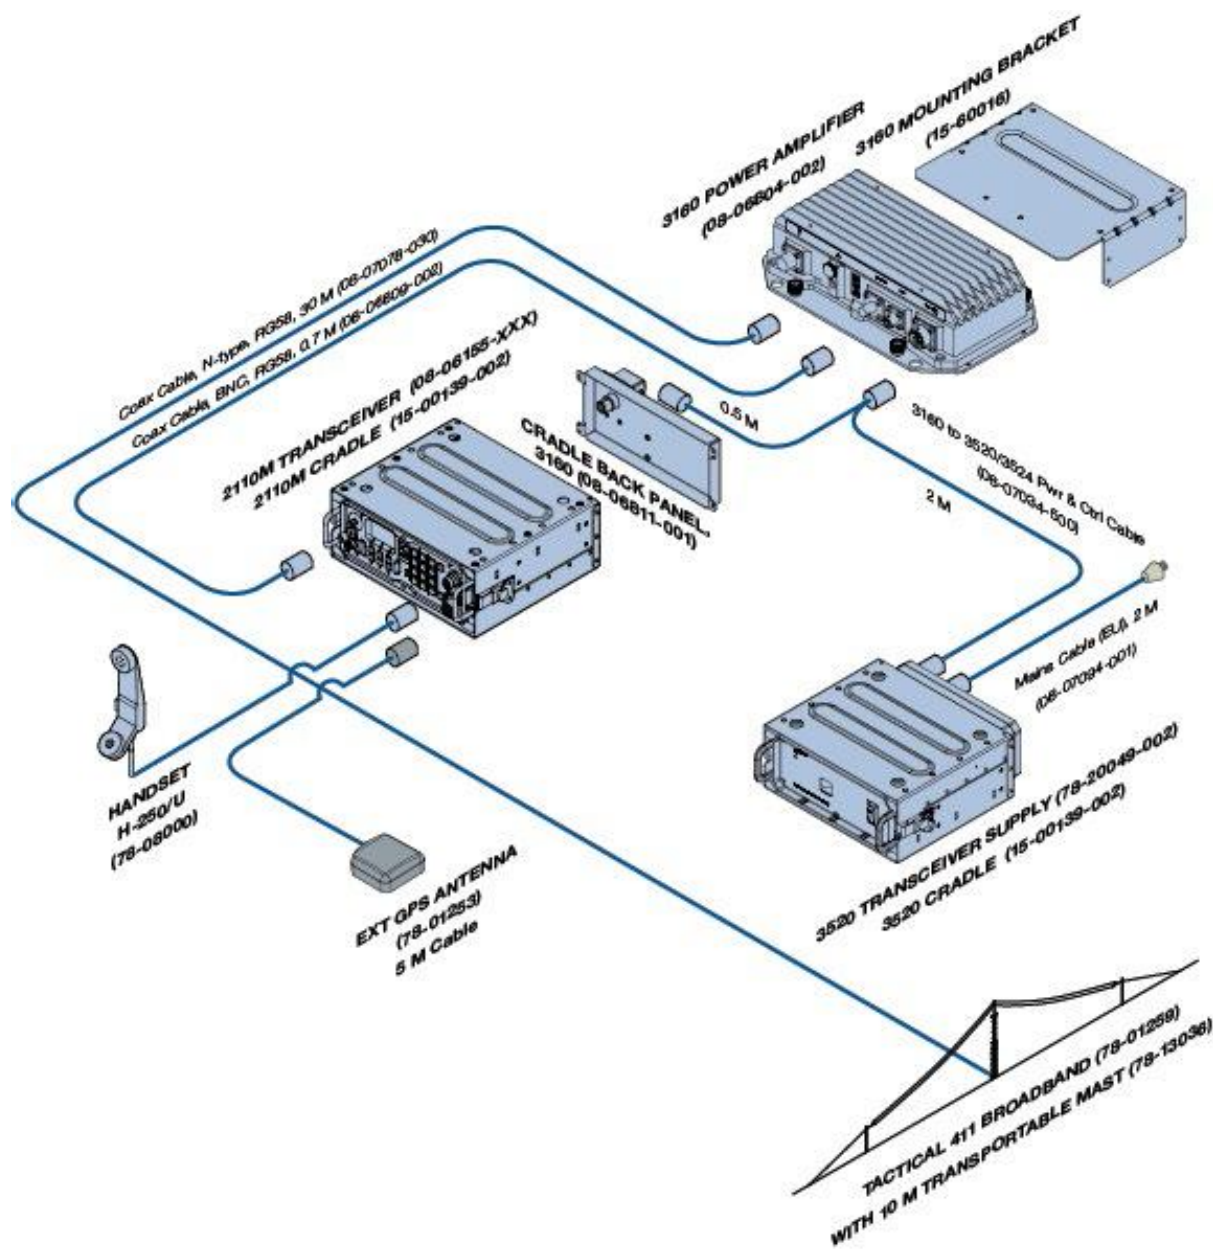 3160 MOUNTING BRACKET
(15-60016)
3160 POWER AMPLIFIER
(08-06604-002)
Coax Cable, N-type, RG58, 30 M (08-07078-030)
Coax Cable, BNC, RG58, 0.7 M (08-06809-002)
2110M TRANSCEIVER (08-06155-XXX)
2110M CRADLE (15-00139-002)
CRADLE BACK PANEL,
3160 (08-06811-001)
0.5 M
2 M
3160 to 3520/3524 Pwr & Ctrl Cable
(08-07034-500)
Mains Cable (EU), 2 M
(08-07094-001)
HANDSET
H-250/U
(78-08000)
EXT GPS ANTENNA
(78-01253)
5 M Cable
3520 TRANSCEIVER SUPPLY (78-20049-002)
3520 CRADLE (15-00139-002)
TACTICAL 411 BROADBAND (78-01259)
WITH 10 M TRANSPORTABLE MAST (78-13036)